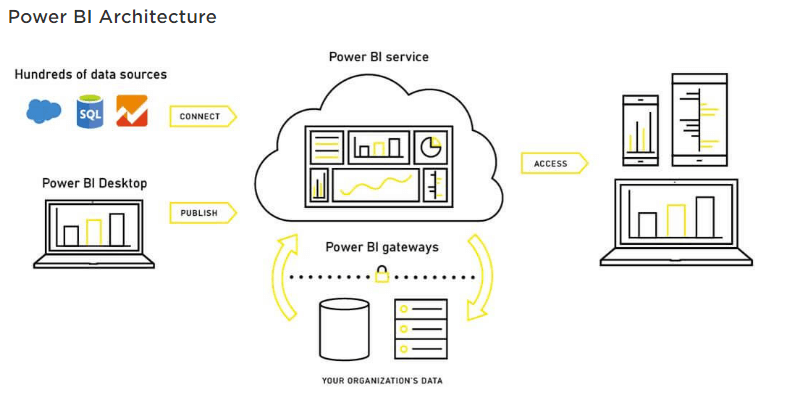 Power BI Architecture
Power BI service
Hundreds of data sources
SQL
CONNECT
ACCESS
Power BI Desktop
PUBLISH
Power BI gateways
YOUR ORGANIZATION'S DATA